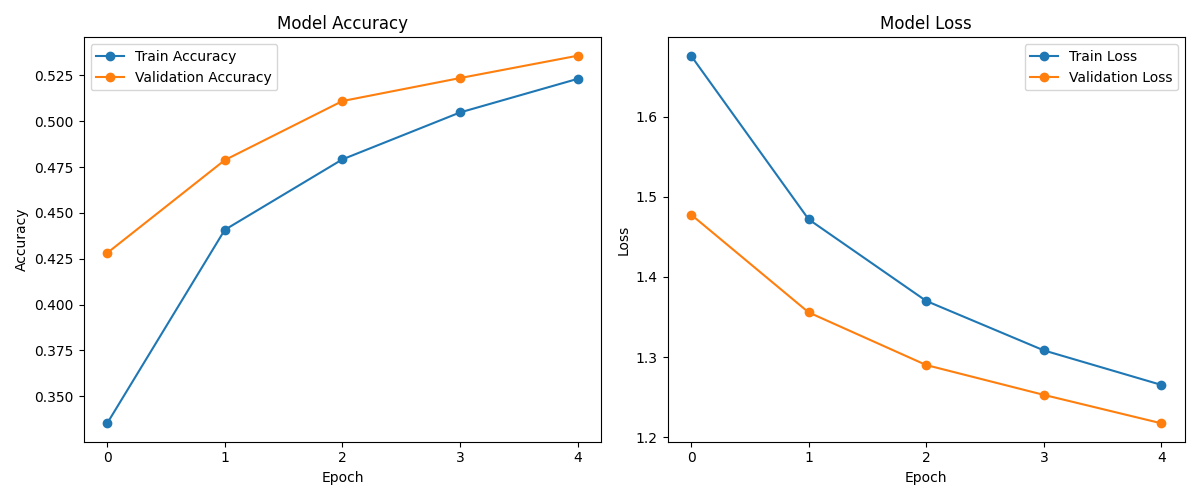 Model Accuracy
Train Accuracy
Validation Accuracy
0.525
0.500
0.475
0.450
0.425
0.400
0.375
0.350
Accuracy
0 1 2 3 4
Epoch
Model Loss
Train Loss
Validation Loss
1.6
1.5
1.4
1.3
1.2
Loss
0 1 2 3 4
Epoch